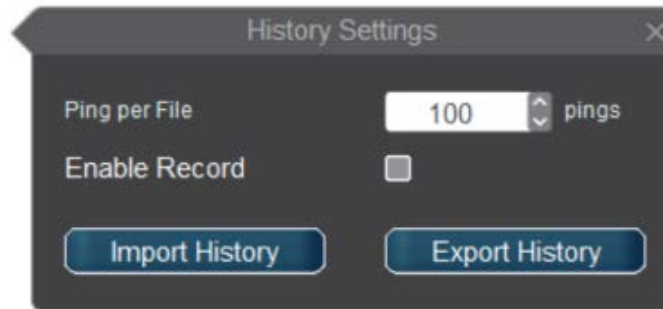 History Settings
Ping per File 100 pings
Enable Record
Import History Export History